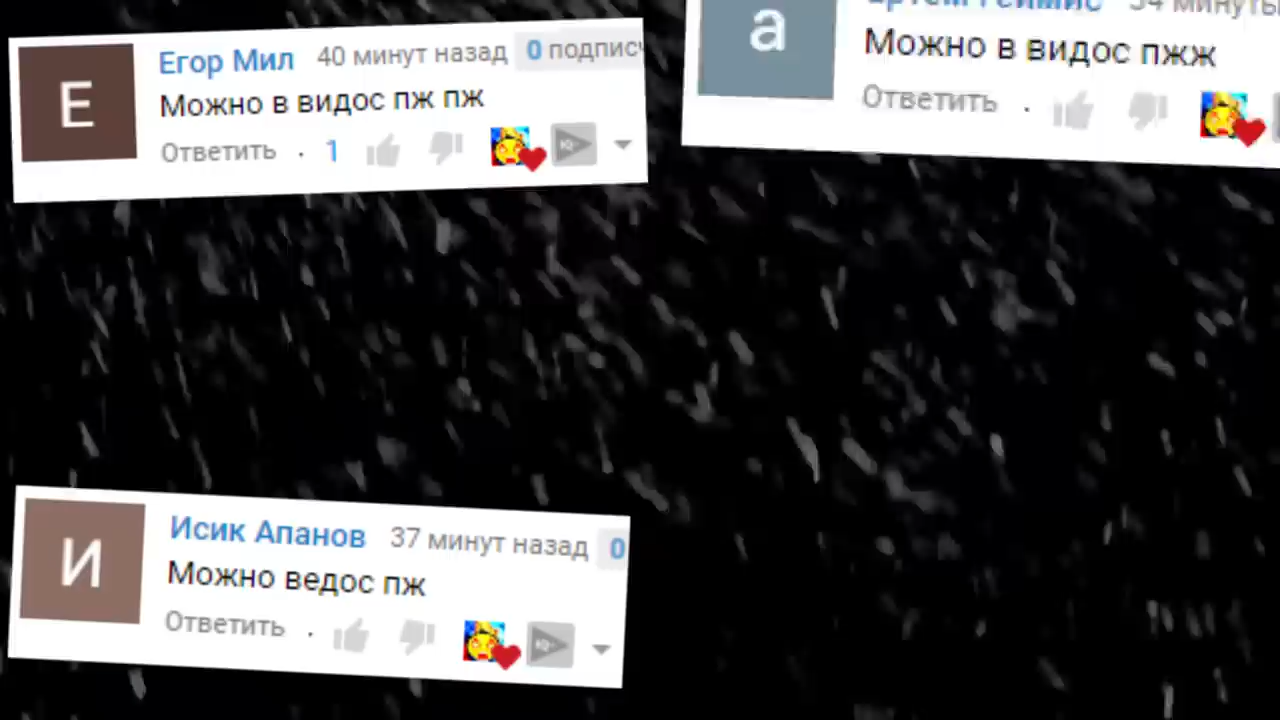 E
Егор Мил 40 минут назад 0 подпис
Можно в видос пж пж
Ответить · 1
а
Можно в видос пжж
Ответить ·
И
Исик Апанов 37 минут назад 0
Можно ведос пж
Ответить ·